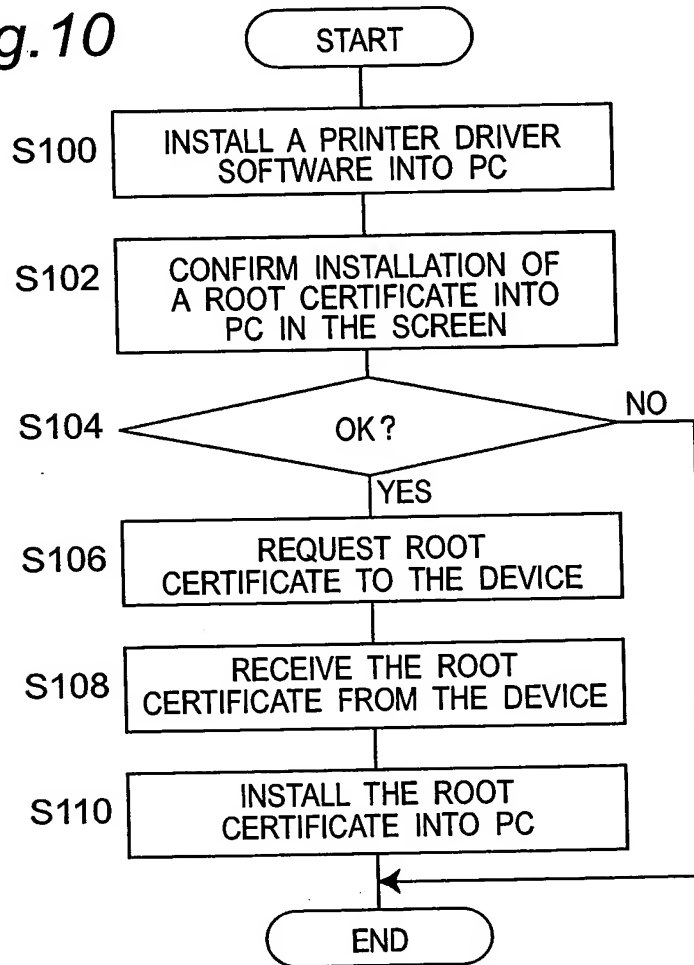 g.10
START
S100
INSTALL A PRINTER DRIVER
SOFTWARE INTO PC
S102
CONFIRM INSTALLATION OF
A ROOT CERTIFICATE INTO
PC IN THE SCREEN
S104
OK?
NO
YES
S106
REQUEST ROOT
CERTIFICATE TO THE DEVICE
S108
RECEIVE THE ROOT
CERTIFICATE FROM THE DEVICE
S110
INSTALL THE ROOT
CERTIFICATE INTO PC
END